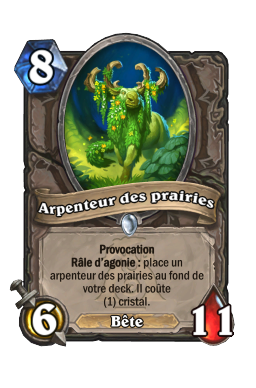 8
Arpenteur des prairies
Provocation
Râle d'agonie : place un
arpenteur des prairies au fond de
votre deck. Il coûte
(1) cristal.
6
Bête
11